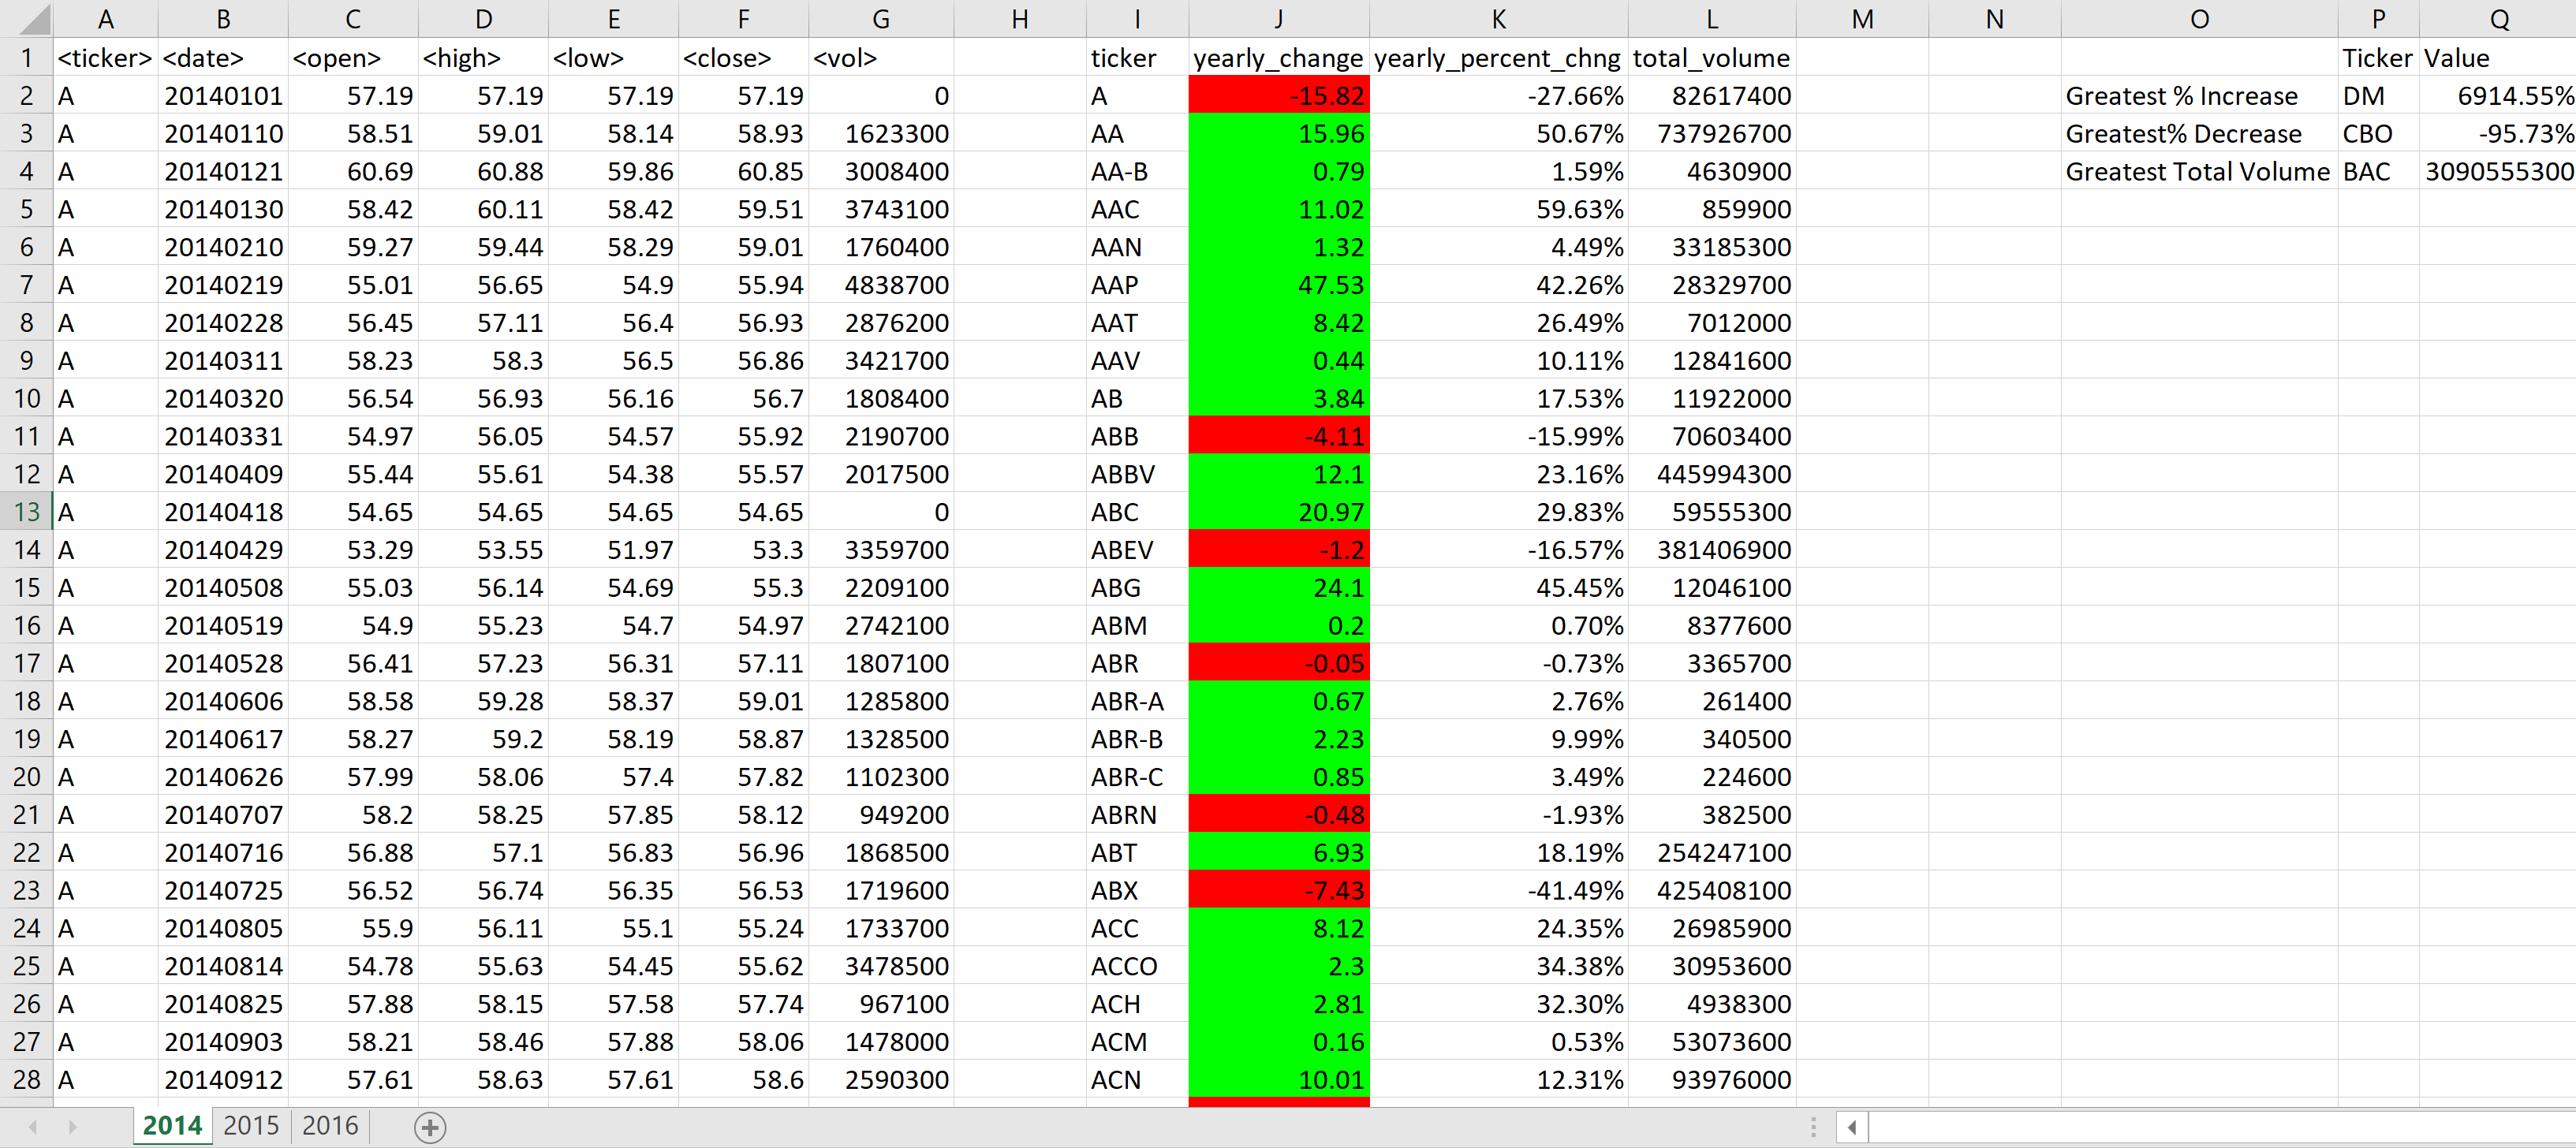 A B C D E F G H I J K L M N O P Q
1 <ticker> <date> <open> <high> <low> <close> <vol> ticker yearly_change yearly_percent_chng total_volume Ticker Value
2 A 20140101 57.19 57.19 57.19 57.19 0 A -15.82 -27.66% 82617400 Greatest % Increase DM 6914.55%
3 A 20140110 58.51 59.01 58.14 58.93 1623300 AA 15.96 50.67% 737926700 Greatest% Decrease CBO -95.73%
4 A 20140121 60.69 60.88 59.86 60.85 3008400 AA-B 0.79 1.59% 4630900 Greatest Total Volume BAC 3090555300
5 A 20140130 58.42 60.11 58.42 59.51 3743100 AAC 11.02 59.63% 859900
6 A 20140210 59.27 59.44 58.29 59.01 1760400 AAN 1.32 4.49% 33185300
7 A 20140219 55.01 56.65 54.9 55.94 4838700 AAP 47.53 42.26% 28329700
8 A 20140228 56.45 57.11 56.4 56.93 2876200 AAT 8.42 26.49% 7012000
9 A 20140311 58.23 58.3 56.5 56.86 3421700 AAV 0.44 10.11% 12841600
10 A 20140320 56.54 56.93 56.16 56.7 1808400 AB 3.84 17.53% 11922000
11 A 20140331 54.97 56.05 54.57 55.92 2190700 ABB -4.11 -15.99% 70603400
12 A 20140409 55.44 55.61 54.38 55.57 2017500 ABBV 12.1 23.16% 445994300
13 A 20140418 54.65 54.65 54.65 54.65 0 ABC 20.97 29.83% 59555300
14 A 20140429 53.29 53.55 51.97 53.3 3359700 ABEV -1.2 -16.57% 381406900
15 A 20140508 55.03 56.14 54.69 55.3 2209100 ABG 24.1 45.45% 12046100
16 A 20140519 54.9 55.23 54.7 54.97 2742100 ABM 0.2 0.70% 8377600
17 A 20140528 56.41 57.23 56.31 57.11 1807100 ABR -0.05 -0.73% 3365700
18 A 20140606 58.58 59.28 58.37 59.01 1285800 ABR-A 0.67 2.76% 261400
19 A 20140617 58.27 59.2 58.19 58.87 1328500 ABR-B 2.23 9.99% 340500
20 A 20140626 57.99 58.06 57.4 57.82 1102300 ABR-C 0.85 3.49% 224600
21 A 20140707 58.2 58.25 57.85 58.12 949200 ABRN -0.48 -1.93% 382500
22 A 20140716 56.88 57.1 56.83 56.96 1868500 ABT 6.93 18.19% 254247100
23 A 20140725 56.52 56.74 56.35 56.53 1719600 ABX -7.43 -41.49% 425408100
24 A 20140805 55.9 56.11 55.1 55.24 1733700 ACC 8.12 24.35% 26985900
25 A 20140814 54.78 55.63 54.45 55.62 3478500 ACCO 2.3 34.38% 30953600
26 A 20140825 57.88 58.15 57.58 57.74 967100 ACH 2.81 32.30% 4938300
27 A 20140903 58.21 58.46 57.88 58.06 1478000 ACM 0.16 0.53% 53073600
28 A 20140912 57.61 58.63 57.61 58.6 2590300 ACN 10.01 12.31% 93976000
2014 2015 2016